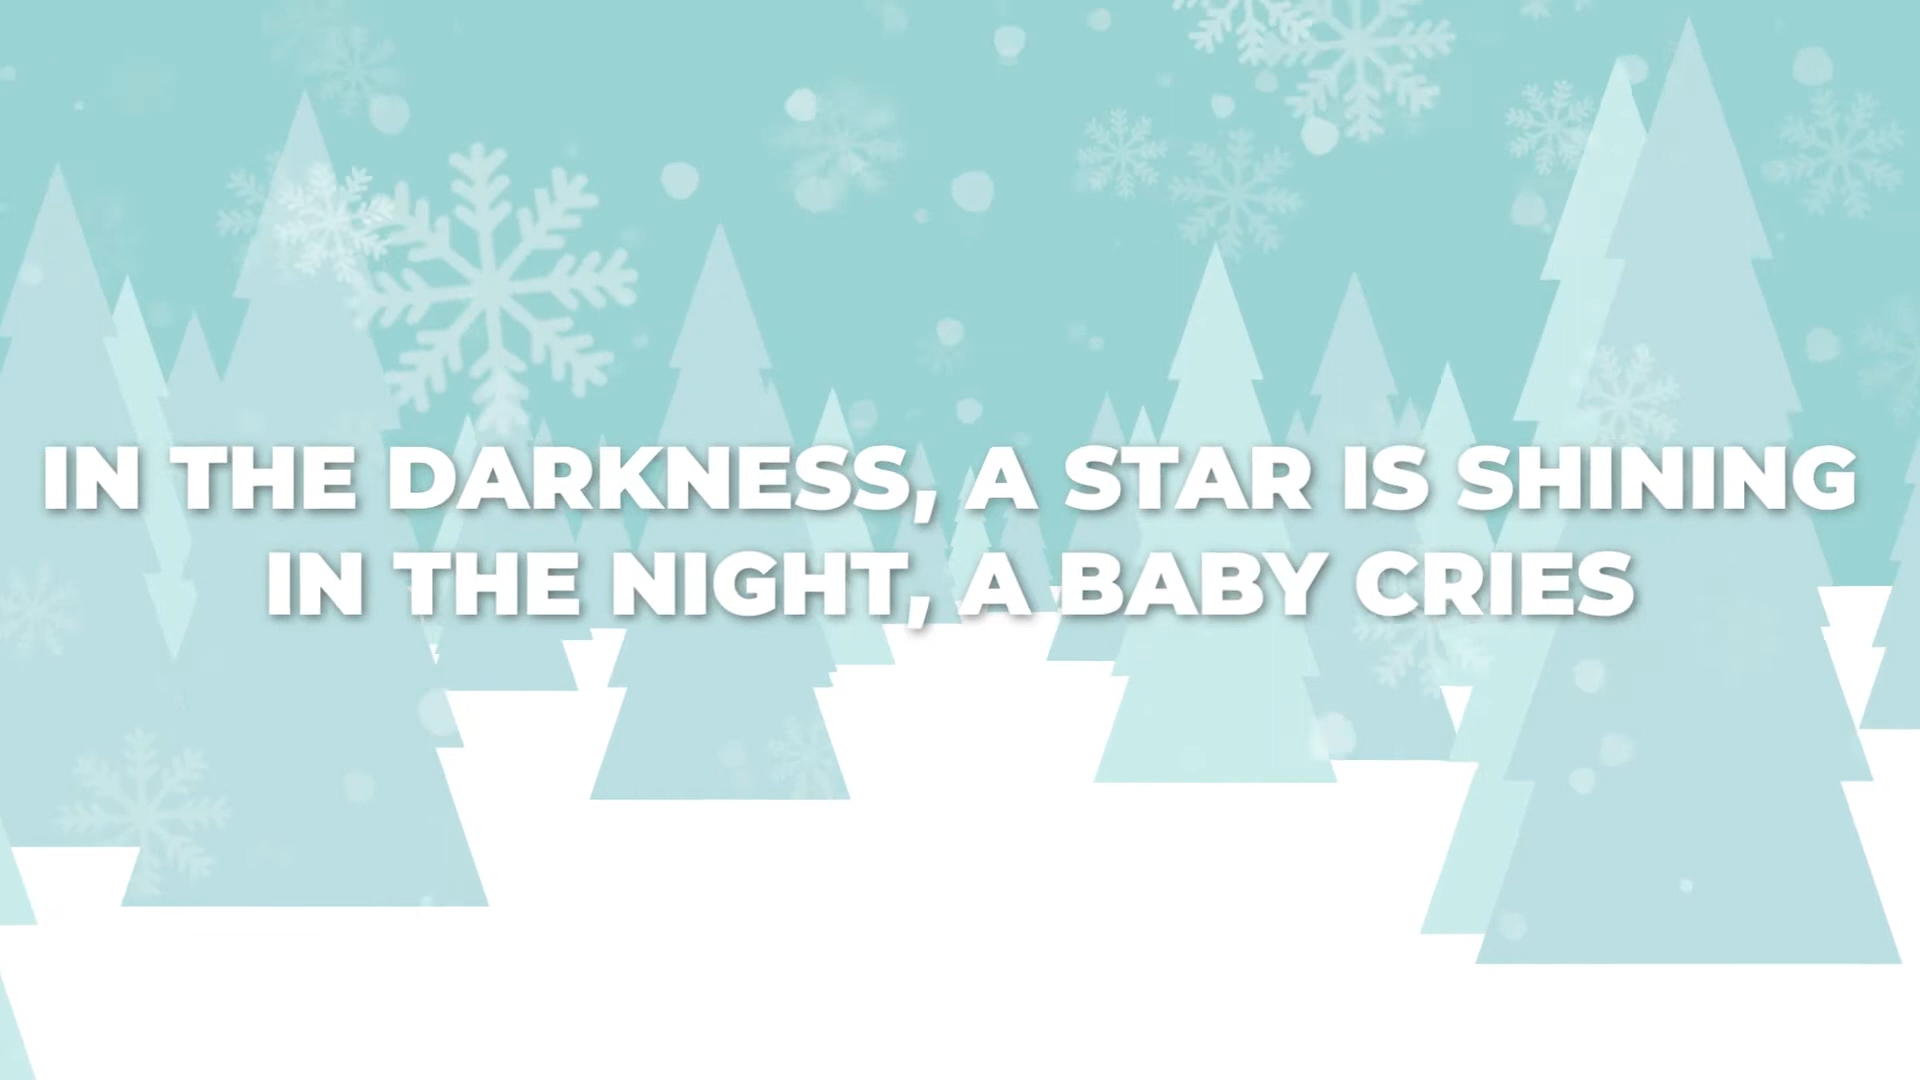 IN THE DARKNESS, A STAR IS SHINING
IN THE NIGHT, A BABY CRIES